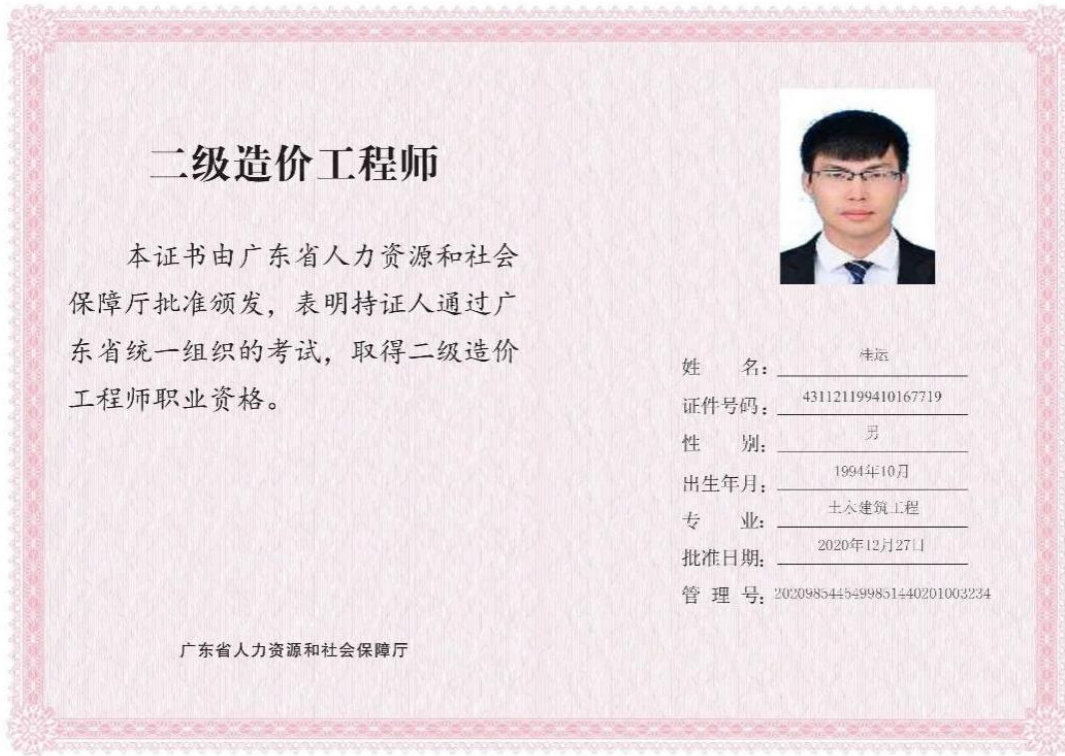 二级造价工程师
本证书由广东省人力资源和社会
保障厅批准颁发，表明持证人通过广
东省统一组织的考试，取得二级造价
工程师职业资格。
广东省人力资源和社会保障厅
姓 名：桂运
证件号码：431121199410167719
性 别：男
出生年月：1994年10月
专 业：土木建筑工程
批准日期：2020年12月27日
管 理 号：20209854454999851440201003234